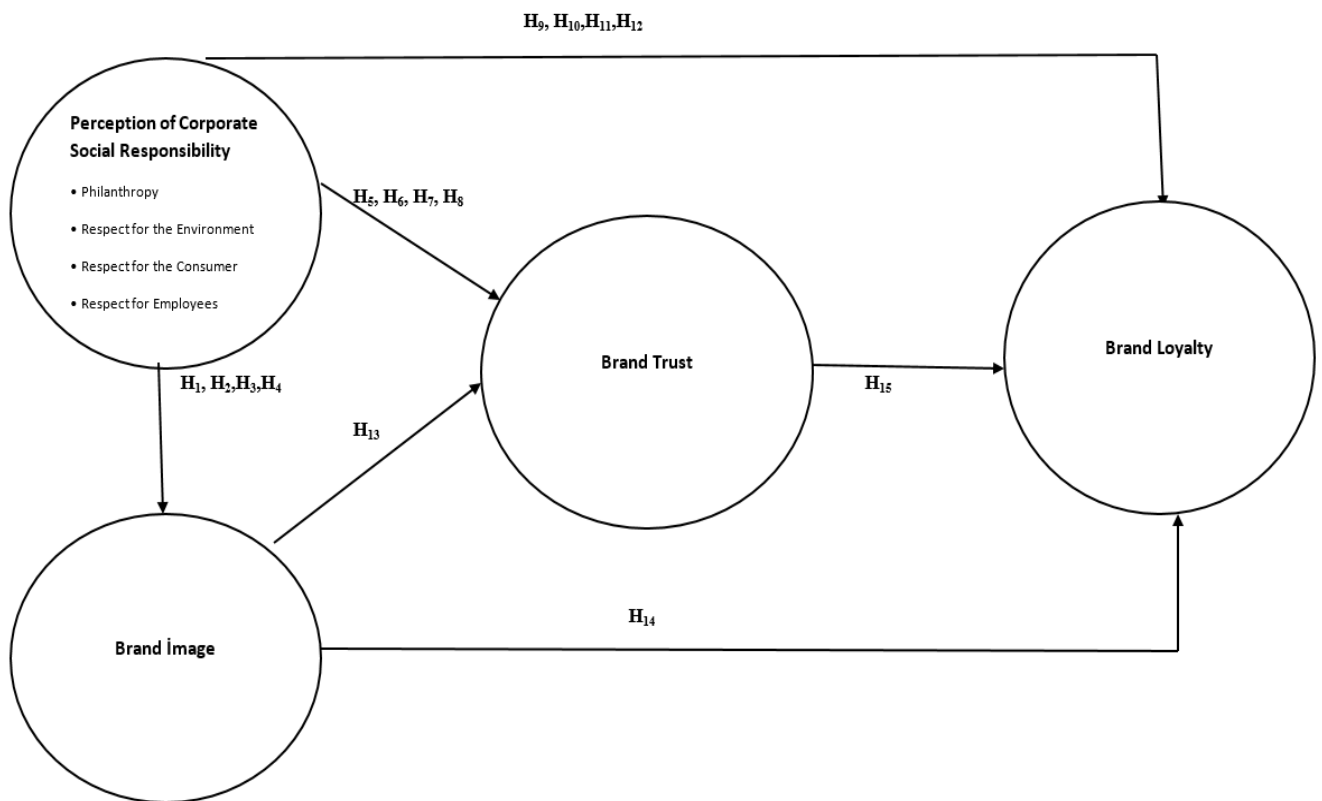 H₉, H₁₀,H₁₁,H₁₂
Perception of Corporate
Social Responsibility
• Philanthropy
• Respect for the Environment
• Respect for the Consumer
• Respect for Employees
H₅, H₆, H₇, H₈
Brand Trust
Brand Loyalty
H₁, H₂,H₃,H₄
H₁₅
H₁₃
H₁₄
Brand İmage